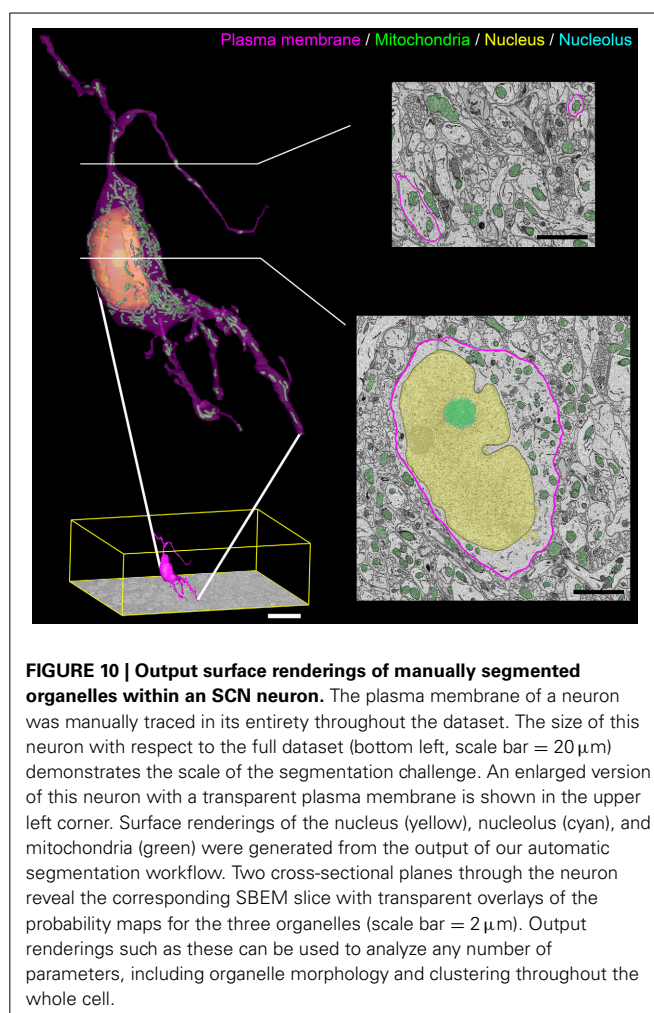 Plasma membrane / Mitochondria / Nucleus / Nucleolus
FIGURE 10 | Output surface renderings of manually segmented
organelles within an SCN neuron. The plasma membrane of a neuron
was manually traced in its entirety throughout the dataset. The size of this
neuron with respect to the full dataset (bottom left, scale bar = 20 μm)
demonstrates the scale of the segmentation challenge. An enlarged version
of this neuron with a transparent plasma membrane is shown in the upper
left corner. Surface renderings of the nucleus (yellow), nucleolus (cyan), and
mitochondria (green) were generated from the output of our automatic
segmentation workflow. Two cross-sectional planes through the neuron
reveal the corresponding SBEM slice with transparent overlays of the
probability maps for the three organelles (scale bar = 2 μm). Output
renderings such as these can be used to analyze any number of
parameters, including organelle morphology and clustering throughout the
whole cell.